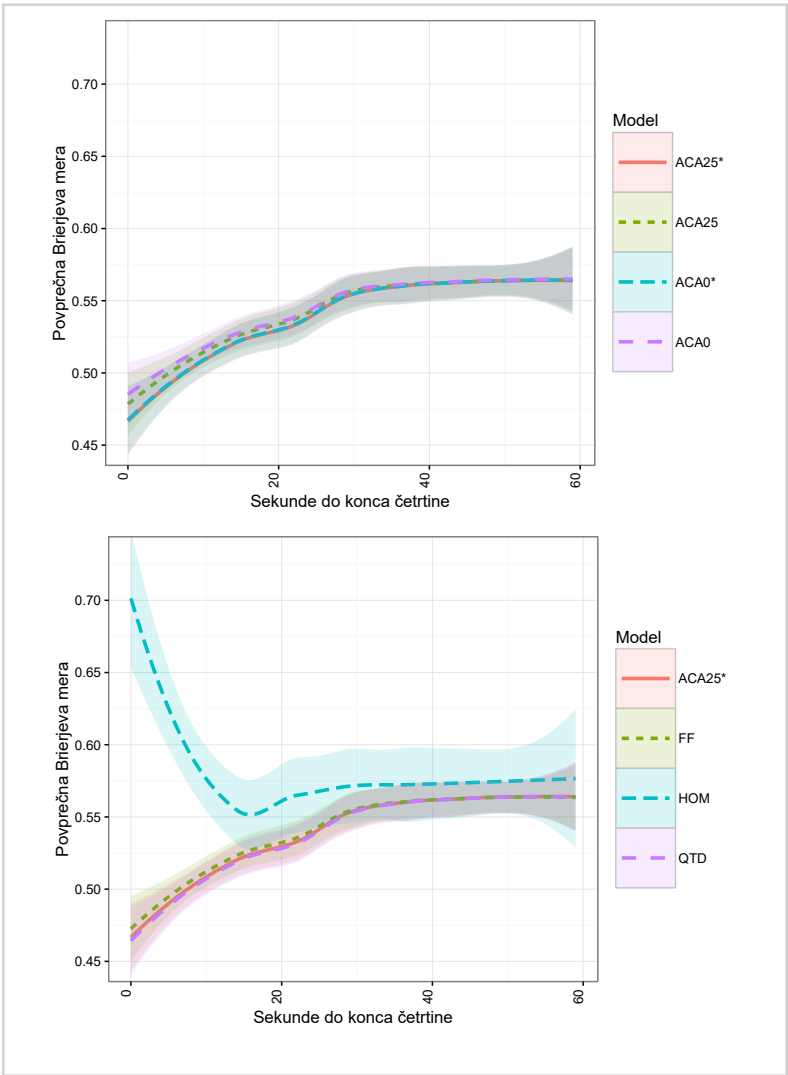 Povprečna Brierjeva mera
0.70
0.65
0.60
0.55
0.50
0.45
0
20
40
60
Sekunde do konca četrtine
Model
ACA25*
ACA25
ACA0*
ACA0
Povprečna Brierjeva mera
0.70
0.65
0.60
0.55
0.50
0.45
0
20
40
60
Sekunde do konca četrtine
Model
ACA25*
FF
HOM
QTD